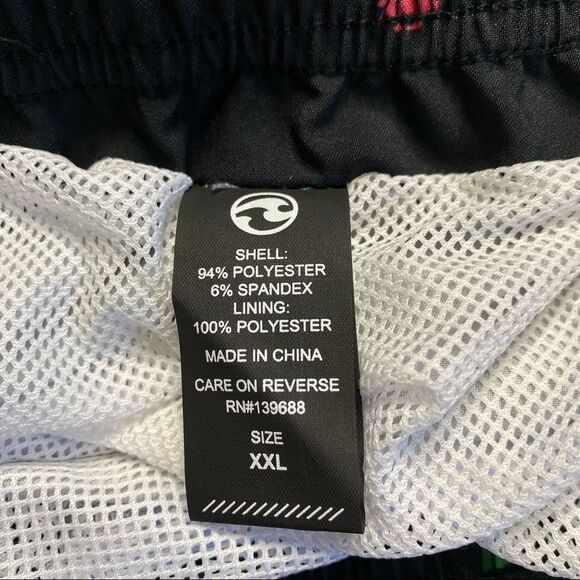 SHELL:
94% POLYESTER
6% SPANDEX
LINING:
100% POLYESTER
MADE IN CHINA
CARE ON REVERSE
RN#139688
SIZE
XXL